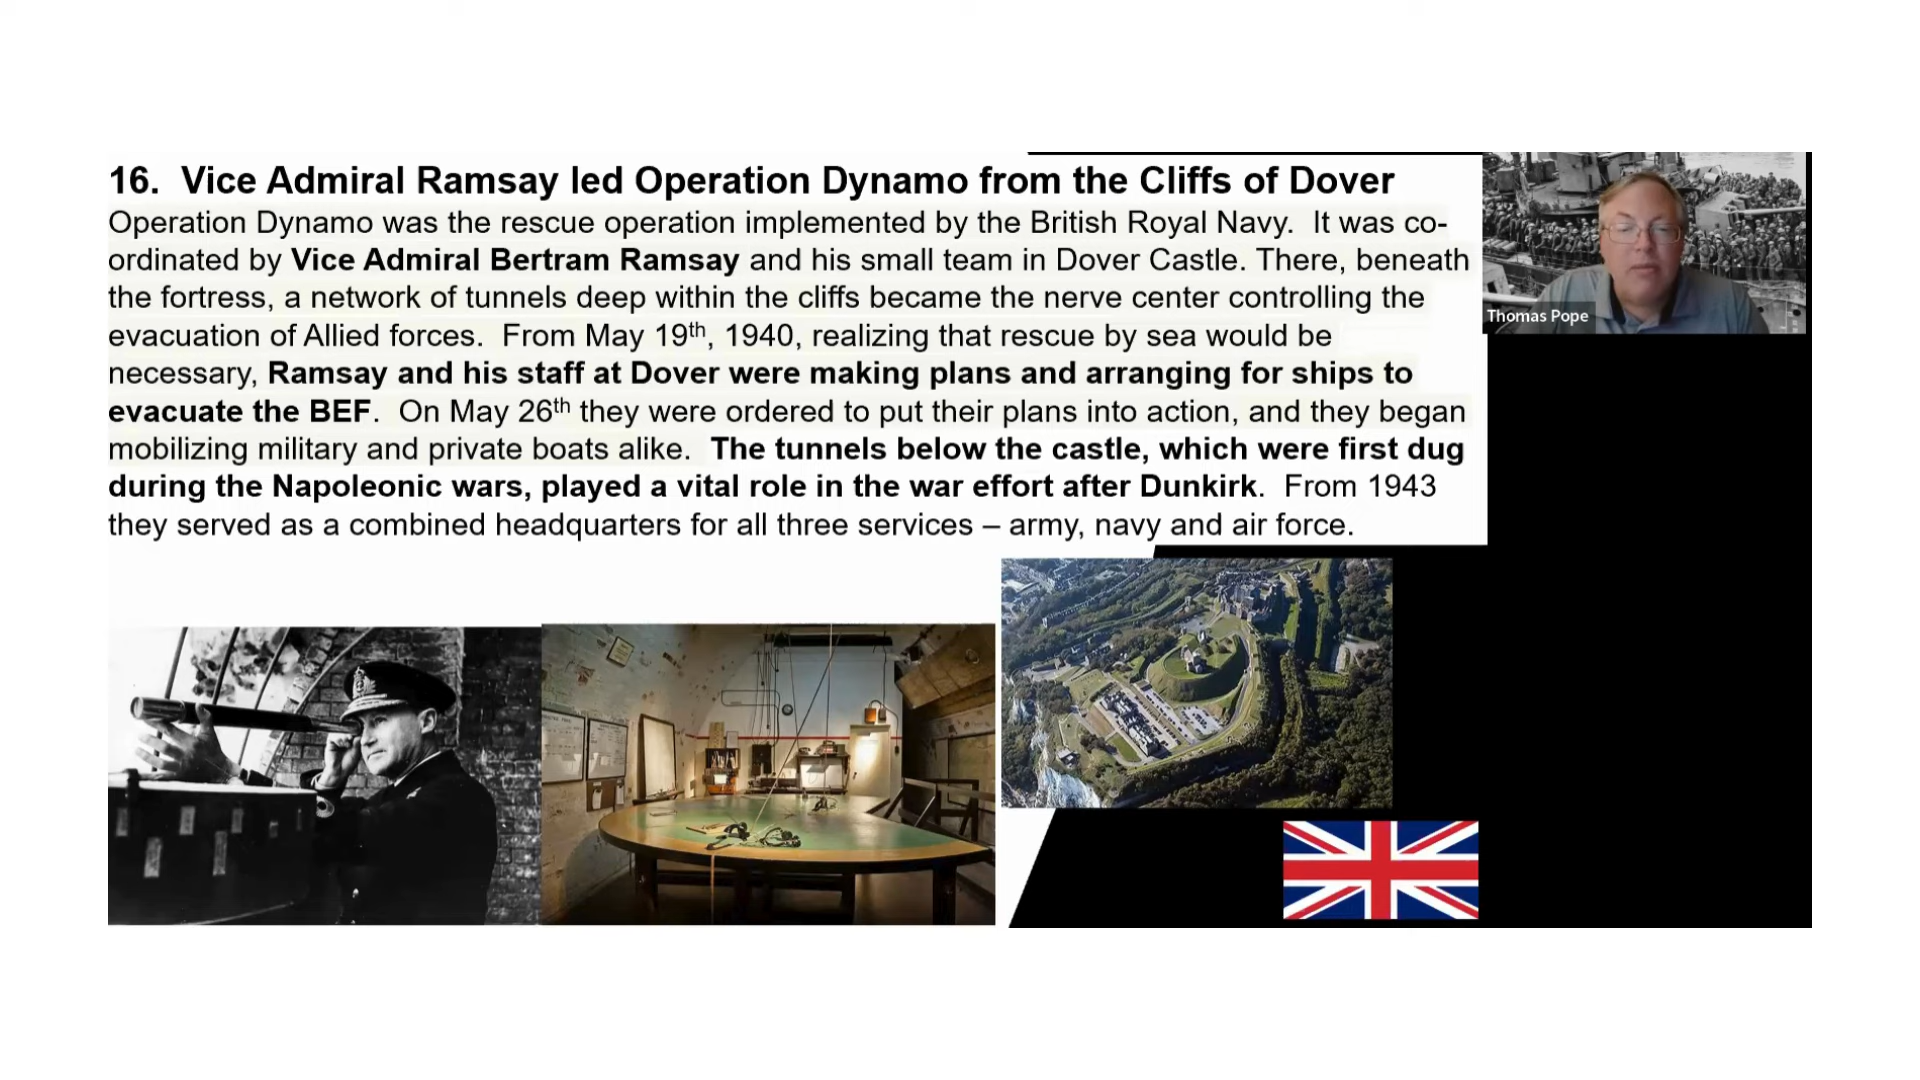 16.  Vice Admiral Ramsay led Operation Dynamo from the Cliffs of Dover
Operation Dynamo was the rescue operation implemented by the British Royal Navy.  It was co-
ordinated by Vice Admiral Bertram Ramsay and his small team in Dover Castle. There, beneath
the fortress, a network of tunnels deep within the cliffs became the nerve center controlling the
evacuation of Allied forces.  From May 19th, 1940, realizing that rescue by sea would be
necessary, Ramsay and his staff at Dover were making plans and arranging for ships to
evacuate the BEF.  On May 26th they were ordered to put their plans into action, and they began
mobilizing military and private boats alike.  The tunnels below the castle, which were first dug
during the Napoleonic wars, played a vital role in the war effort after Dunkirk.  From 1943
they served as a combined headquarters for all three services – army, navy and air force.
Thomas Pope